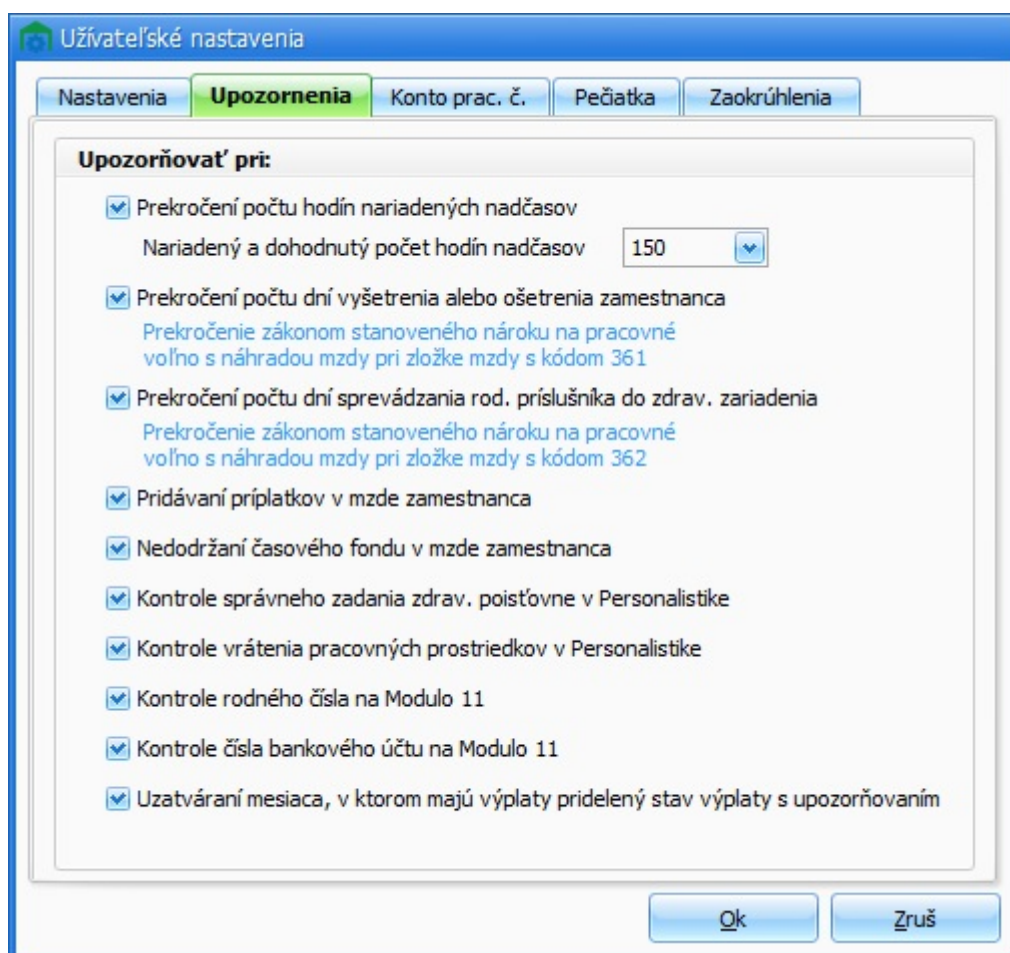 Užívateľské nastavenia
Nastavenia Upozornenia Konto prac. č. Pečiatka Zaokrúhlenia
Upozorňovať pri:
Prekročení počtu hodín nariadených nadčasov
Nariadený a dohodnutý počet hodín nadčasov 150
Prekročení počtu dní vyšetrenia alebo ošetrenia zamestnanca
Prekročenie zákonom stanoveného nároku na pracovné
voľno s náhradou mzdy pri zložke mzdy s kódom 361
Prekročení počtu dní sprevádzania rod. príslušníka do zdrav. zariadenia
Prekročenie zákonom stanoveného nároku na pracovné
voľno s náhradou mzdy pri zložke mzdy s kódom 362
Pridávaní príplatkov v mzde zamestnanca
Nedodržaní časového fondu v mzde zamestnanca
Kontrole správneho zadania zdrav. poisťovne v Personalistike
Kontrole vrátenia pracovných prostriedkov v Personalistike
Kontrole rodného čísla na Modulo 11
Kontrole čísla bankového účtu na Modulo 11
Uzatváraní mesiaca, v ktorom majú výplaty pridelený stav výplaty s upozorňovaním
Ok Zruš